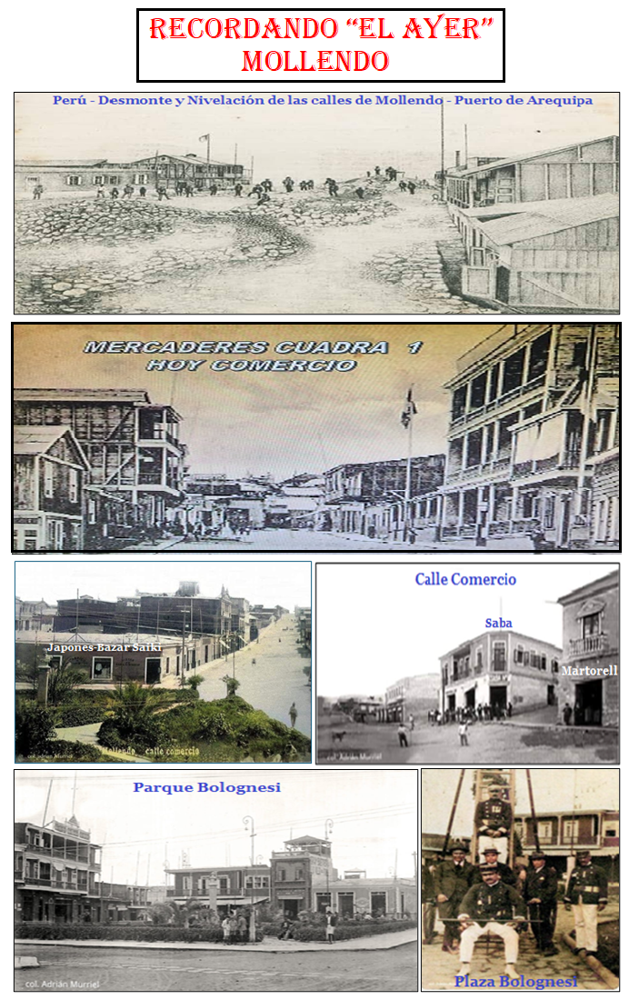 RECORDANDO “EL AYER”
MOLLENDO
Perú - Desmonte y Nivelación de las calles de Mollendo - Puerto de Arequipa
MERCADERES CUADRA 1
HOY COMERCIO
Japones-Bazar Saiki
col. adrian Murriel
Mollendo calle comercio
Calle Comercio
Saba
Martorell
col. Adrián Murriel
Parque Bolognesi
col. Adrián Murriel
Plaza Bolognesi